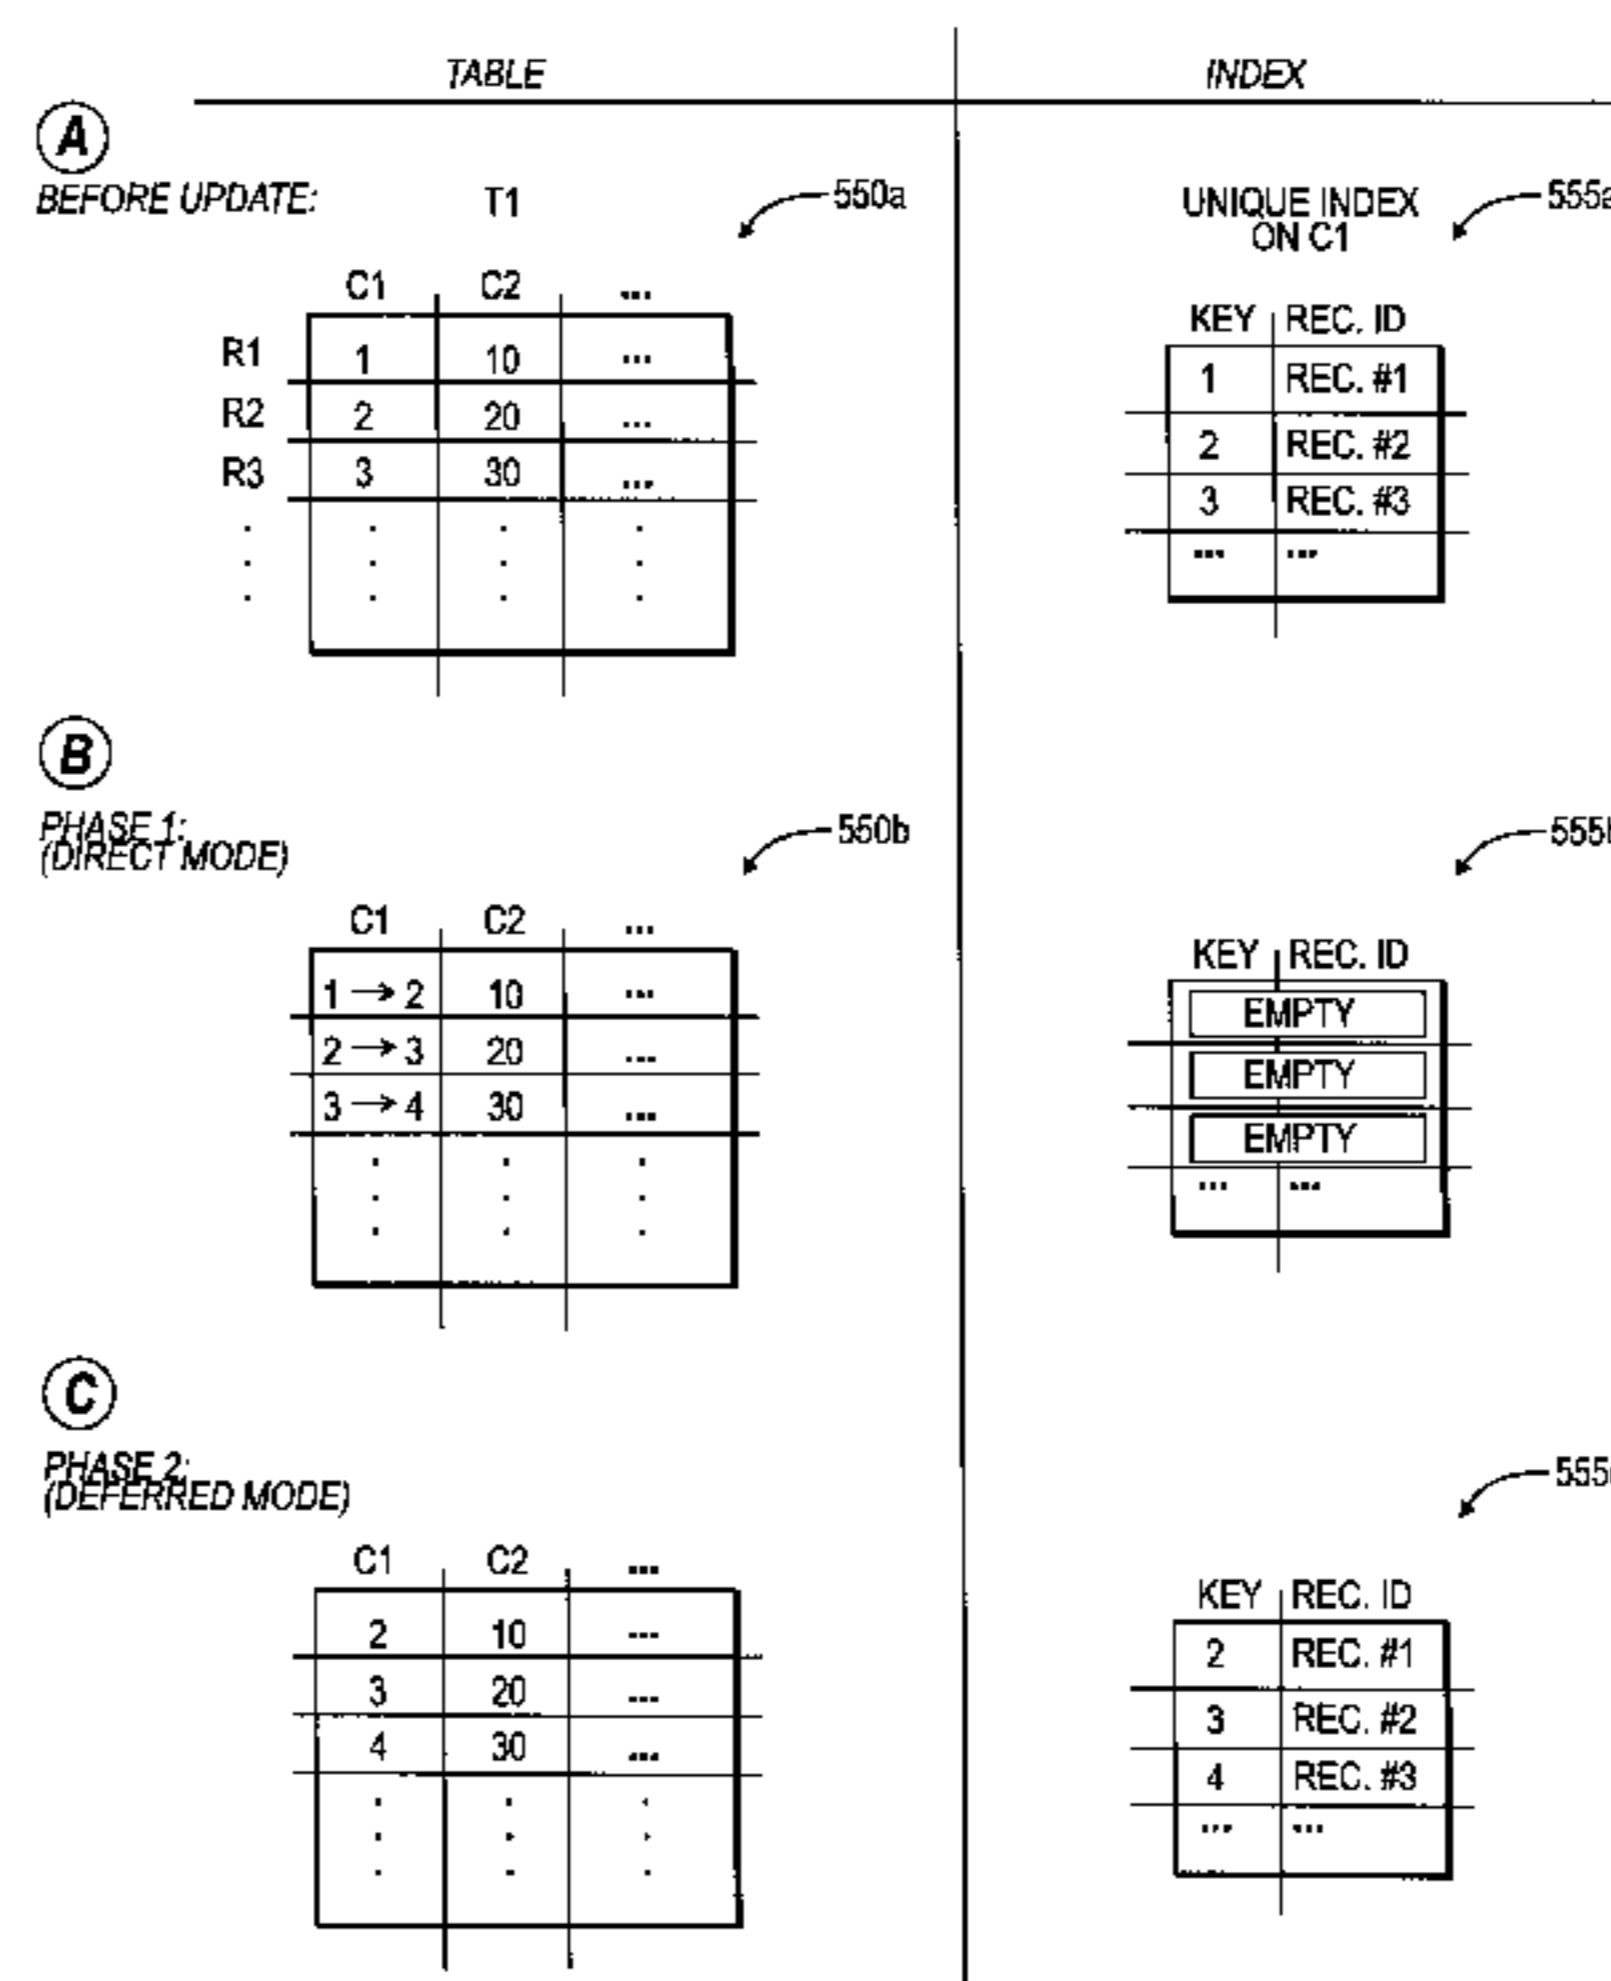 TABLE INDEX
A
BEFORE UPDATE: T1 550a UNIQUE INDEX
ON C1
C1 C2 ...
KEY REC. ID
R1 1 10 ...
1 REC. #1
R2 2 20 ...
2 REC. #2
R3 3 30 ...
3 REC. #3
... ...
B
PHASE 1:
(DIRECT MODE)
550b
C1 C2 ...
KEY REC. ID
1 → 2 10 ...
EMPTY
2 → 3 20 ...
EMPTY
3 → 4 30 ...
EMPTY
... ...
C
PHASE 2:
(DEFERRED MODE)
C1 C2 ...
KEY REC. ID
2 10 ...
2 REC. #1
3 20 ...
3 REC. #2
4 30 ...
4 REC. #3
... ...